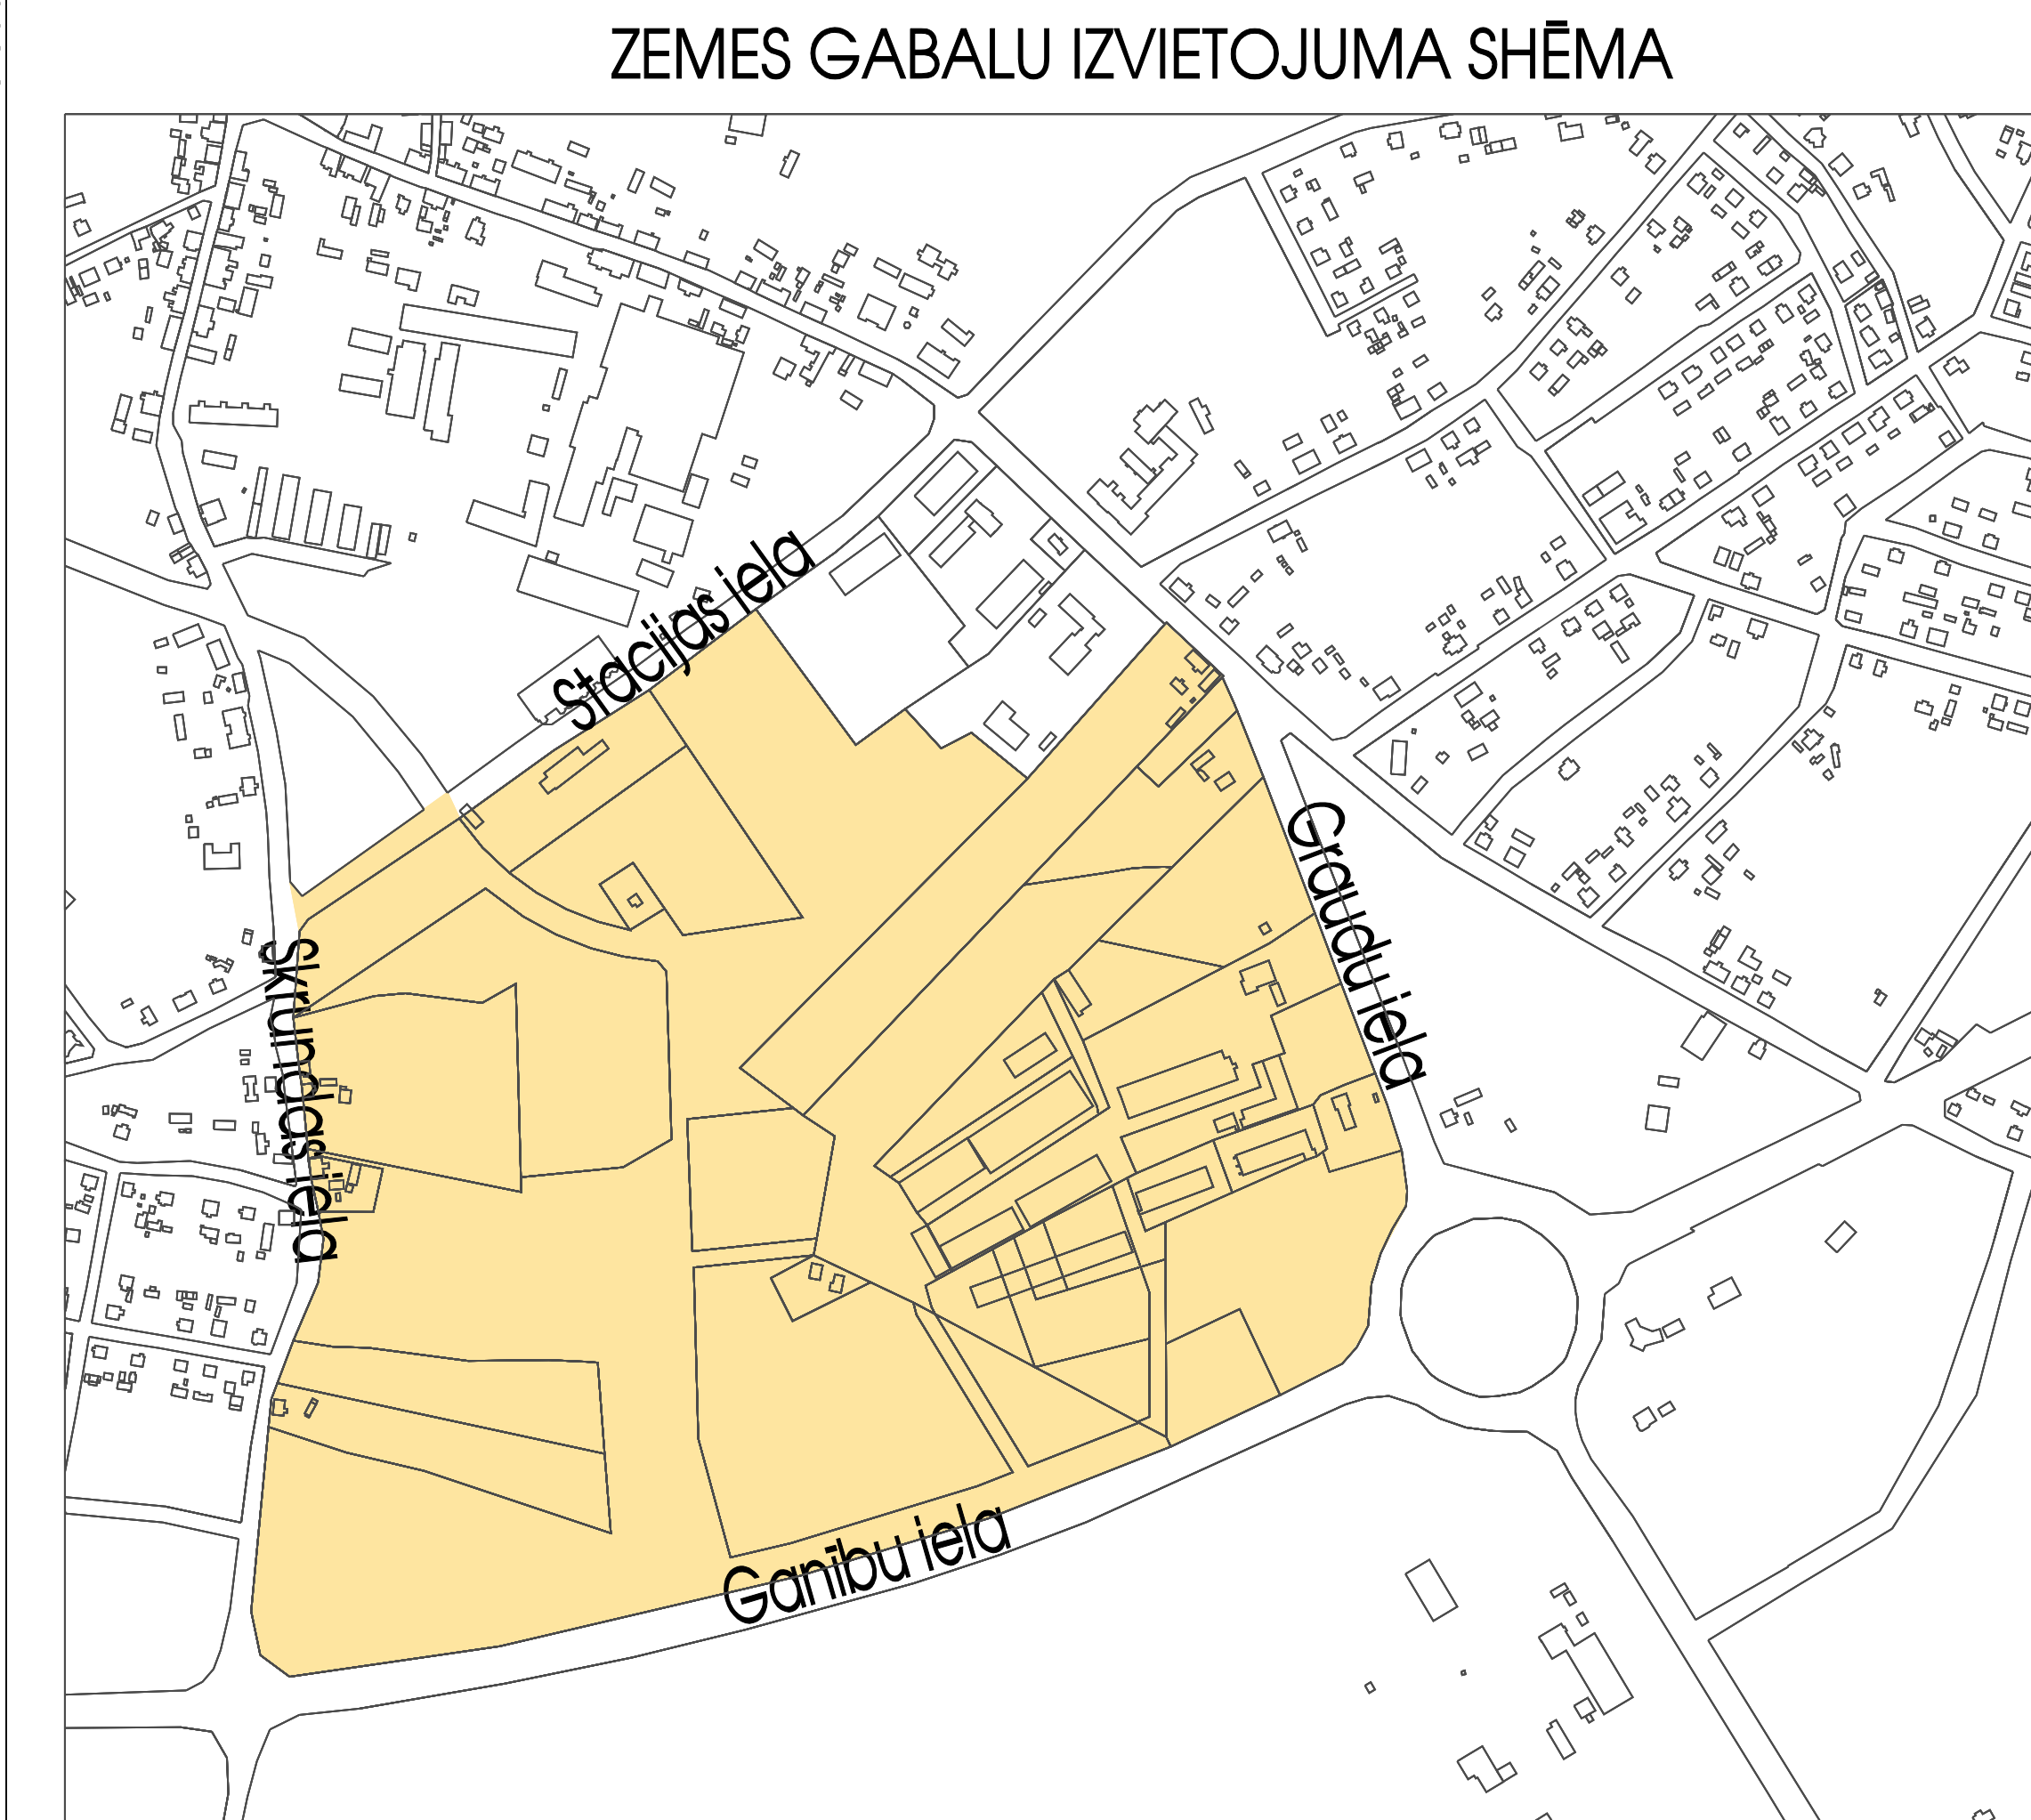 ZEMES GABALU IZVIETOJUMA SHĒMA
Stacijas iela
Graudu iela
Skrundas iela
Ganību iela